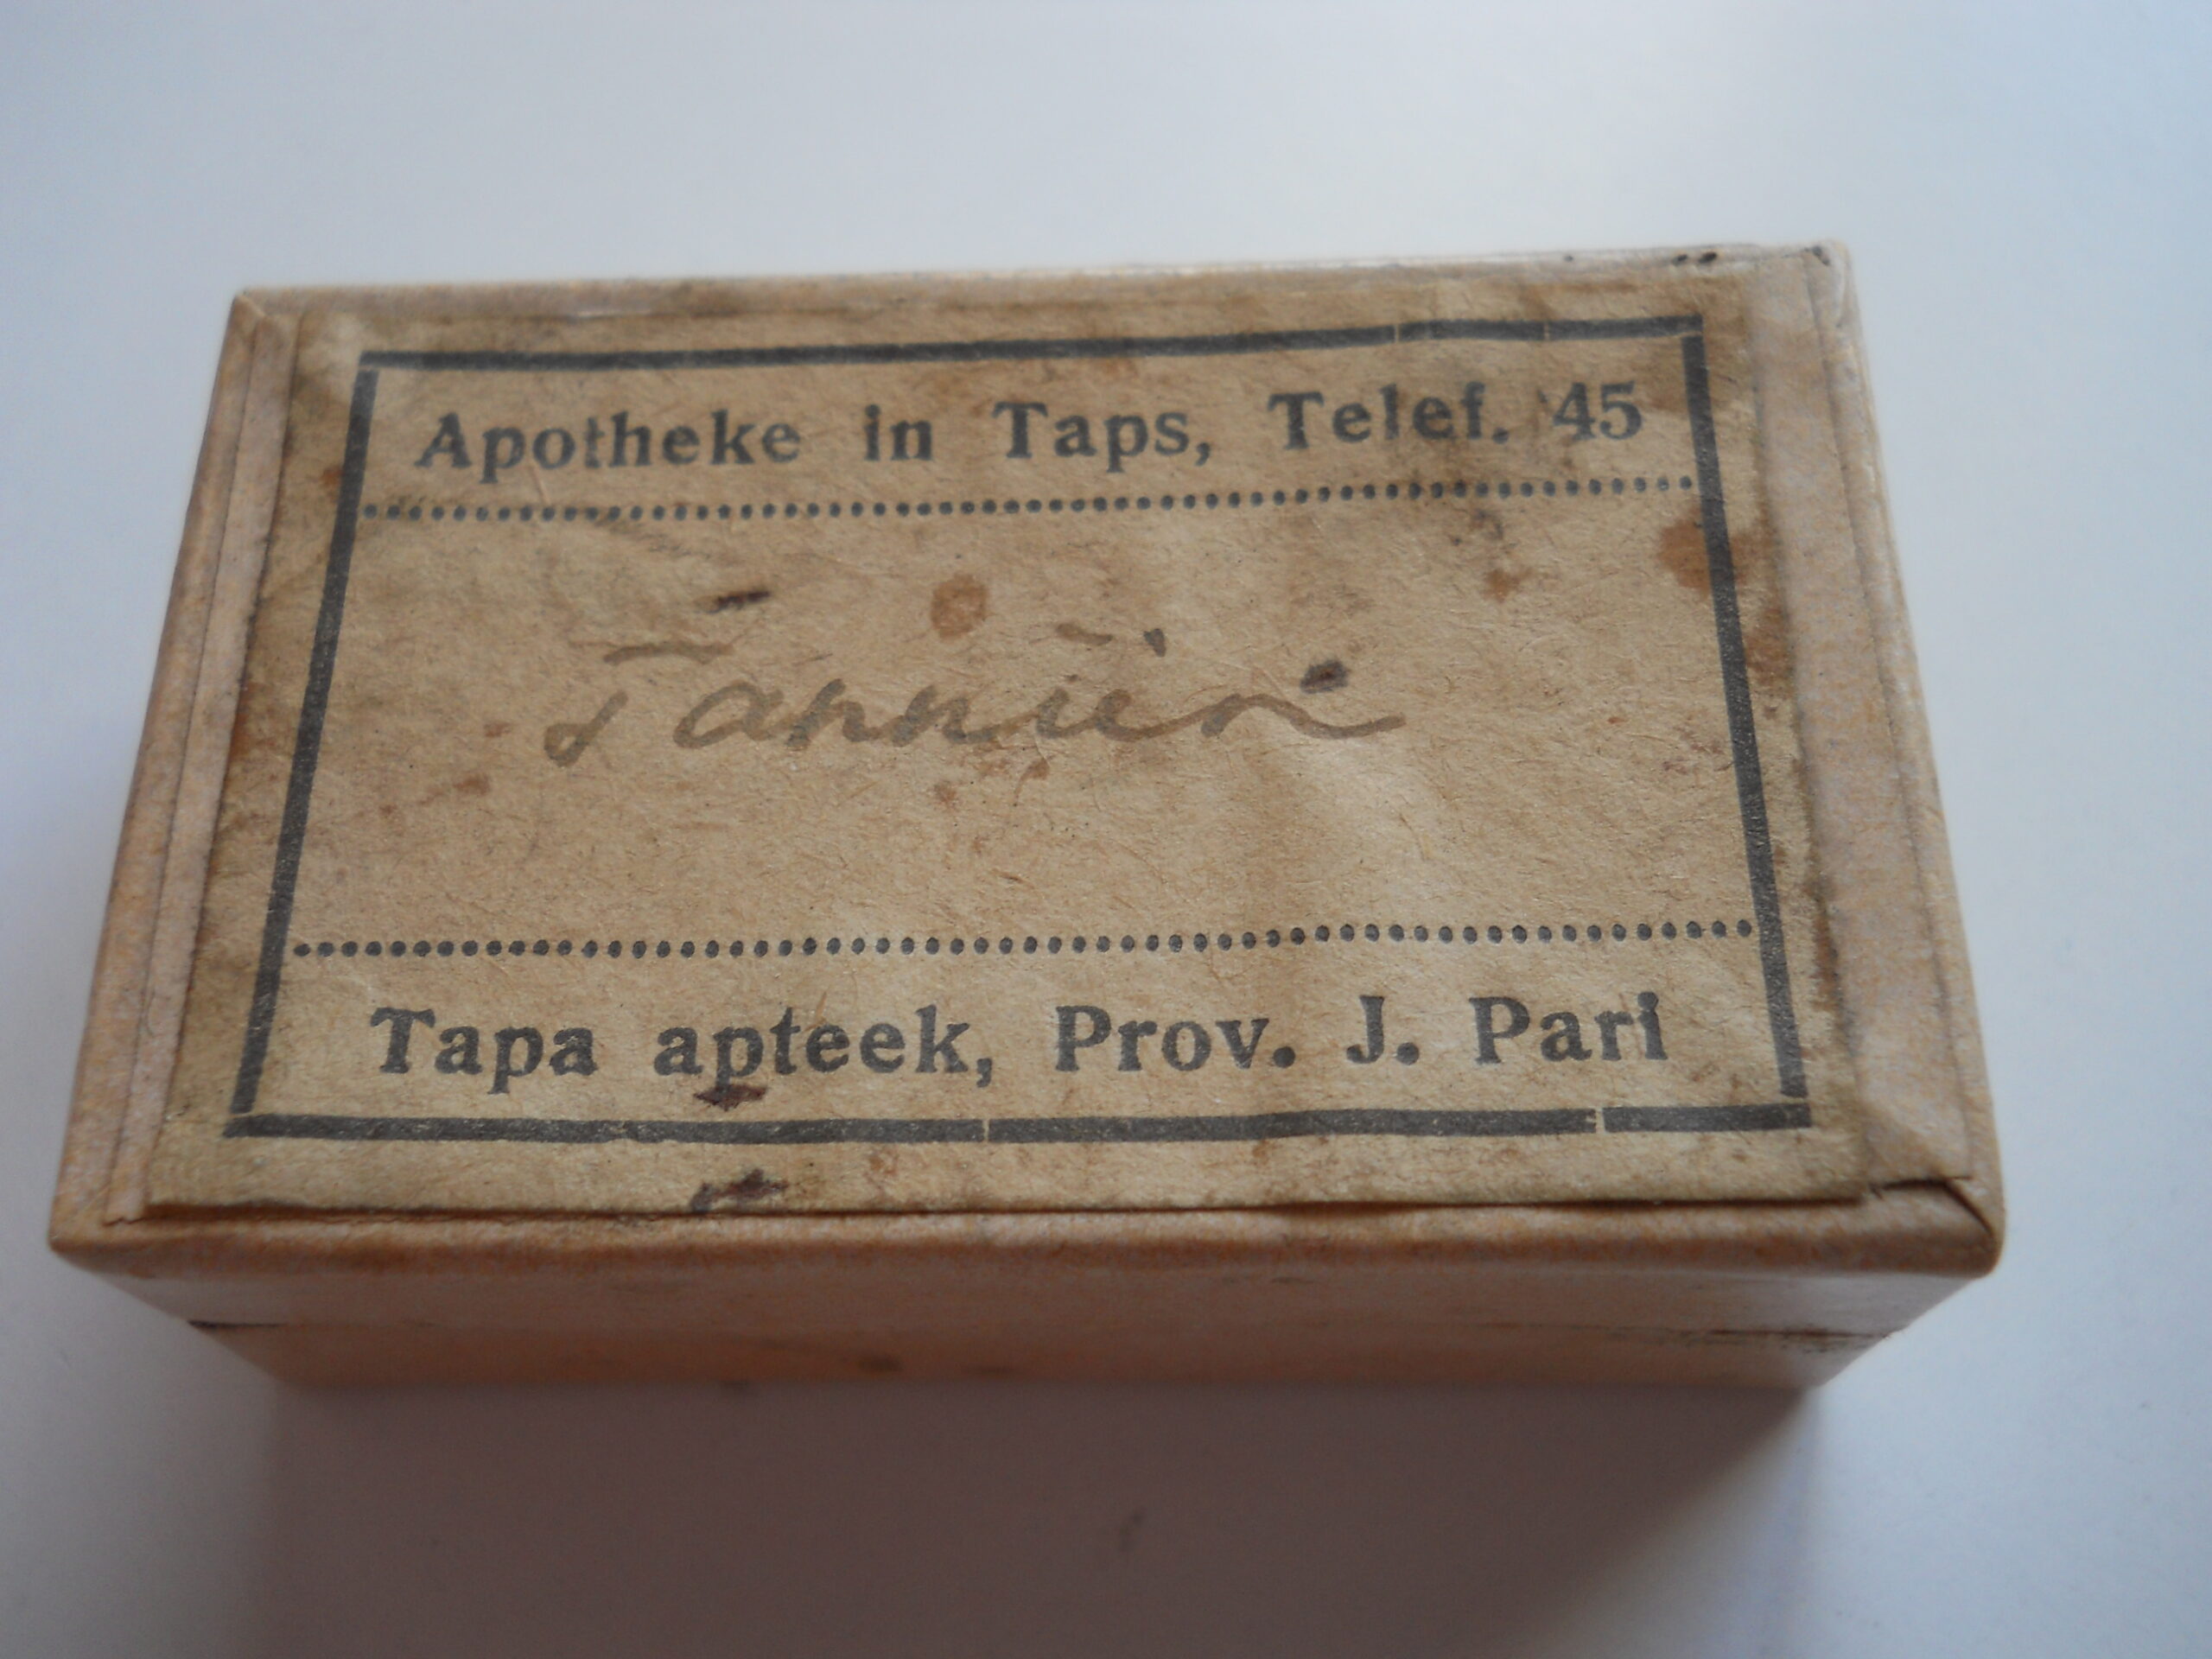 Apotheke in Taps, Telef. 45
Tapa apteek, Prov. J. Pari